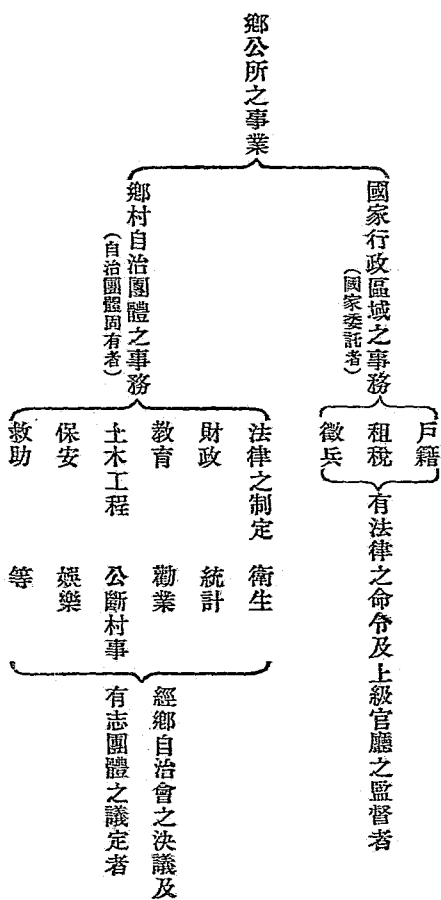 鄉公所之事業
國家行政區域之事務
(國家委託者)
戶籍
租稅
徵兵
有法律之命令及上級官廳之監督者
鄉村自治團體之事務
(自治團體固有者)
法律之制定
財政
教育
土木工程
保安
救助
衛生
統計
勸業
公斷村事
娛樂
等
經鄉自治會之決議及
有志團體之議定者